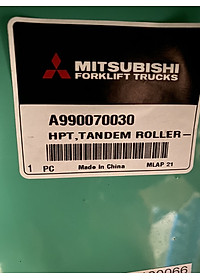 MITSUBISHI
FORKLIFT TRUCKS
A990070030
HPT,TANDEM ROLLER-
1 PC Made in China MLAP 21